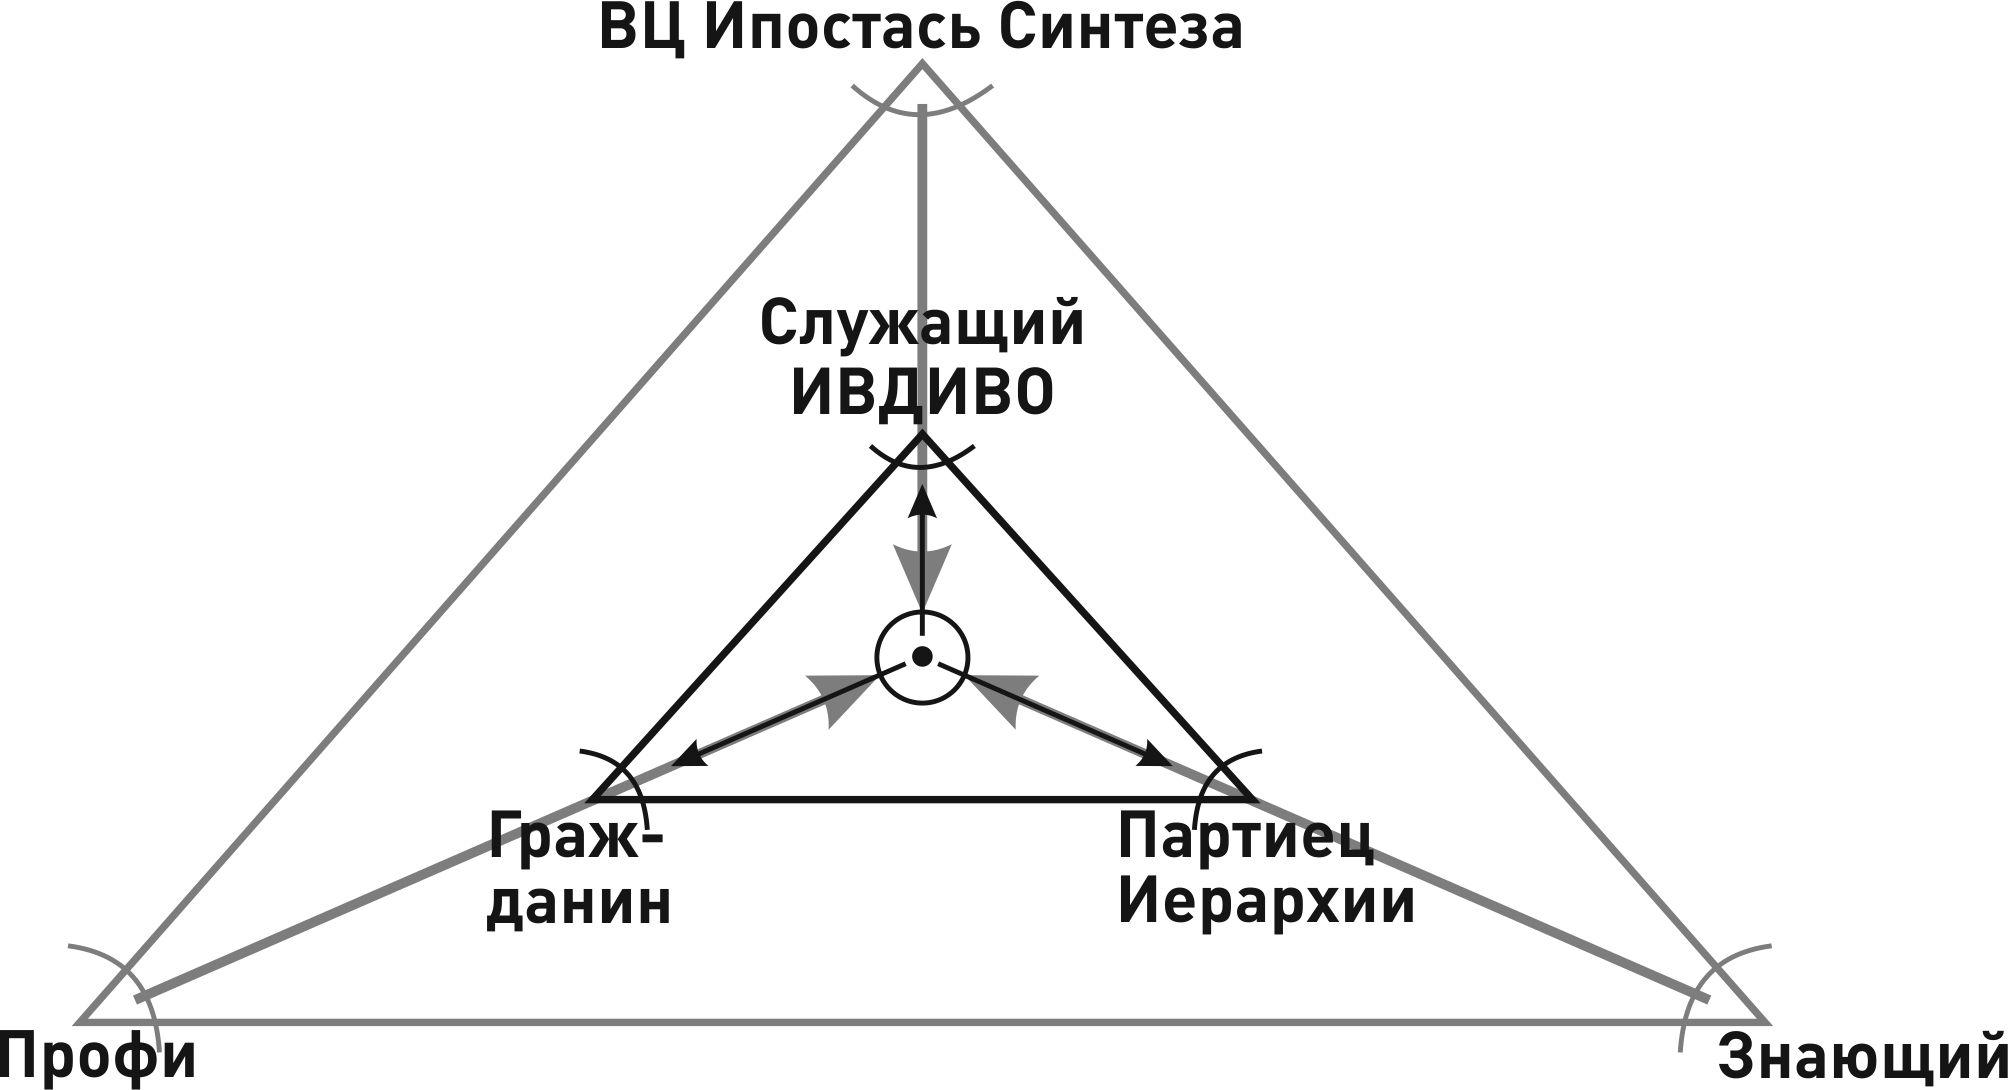 ВЦ Ипостась Синтеза
Служащий
ИВДИВО
Граж-
данин
Партиец
Иерархии
Профи
Знающий